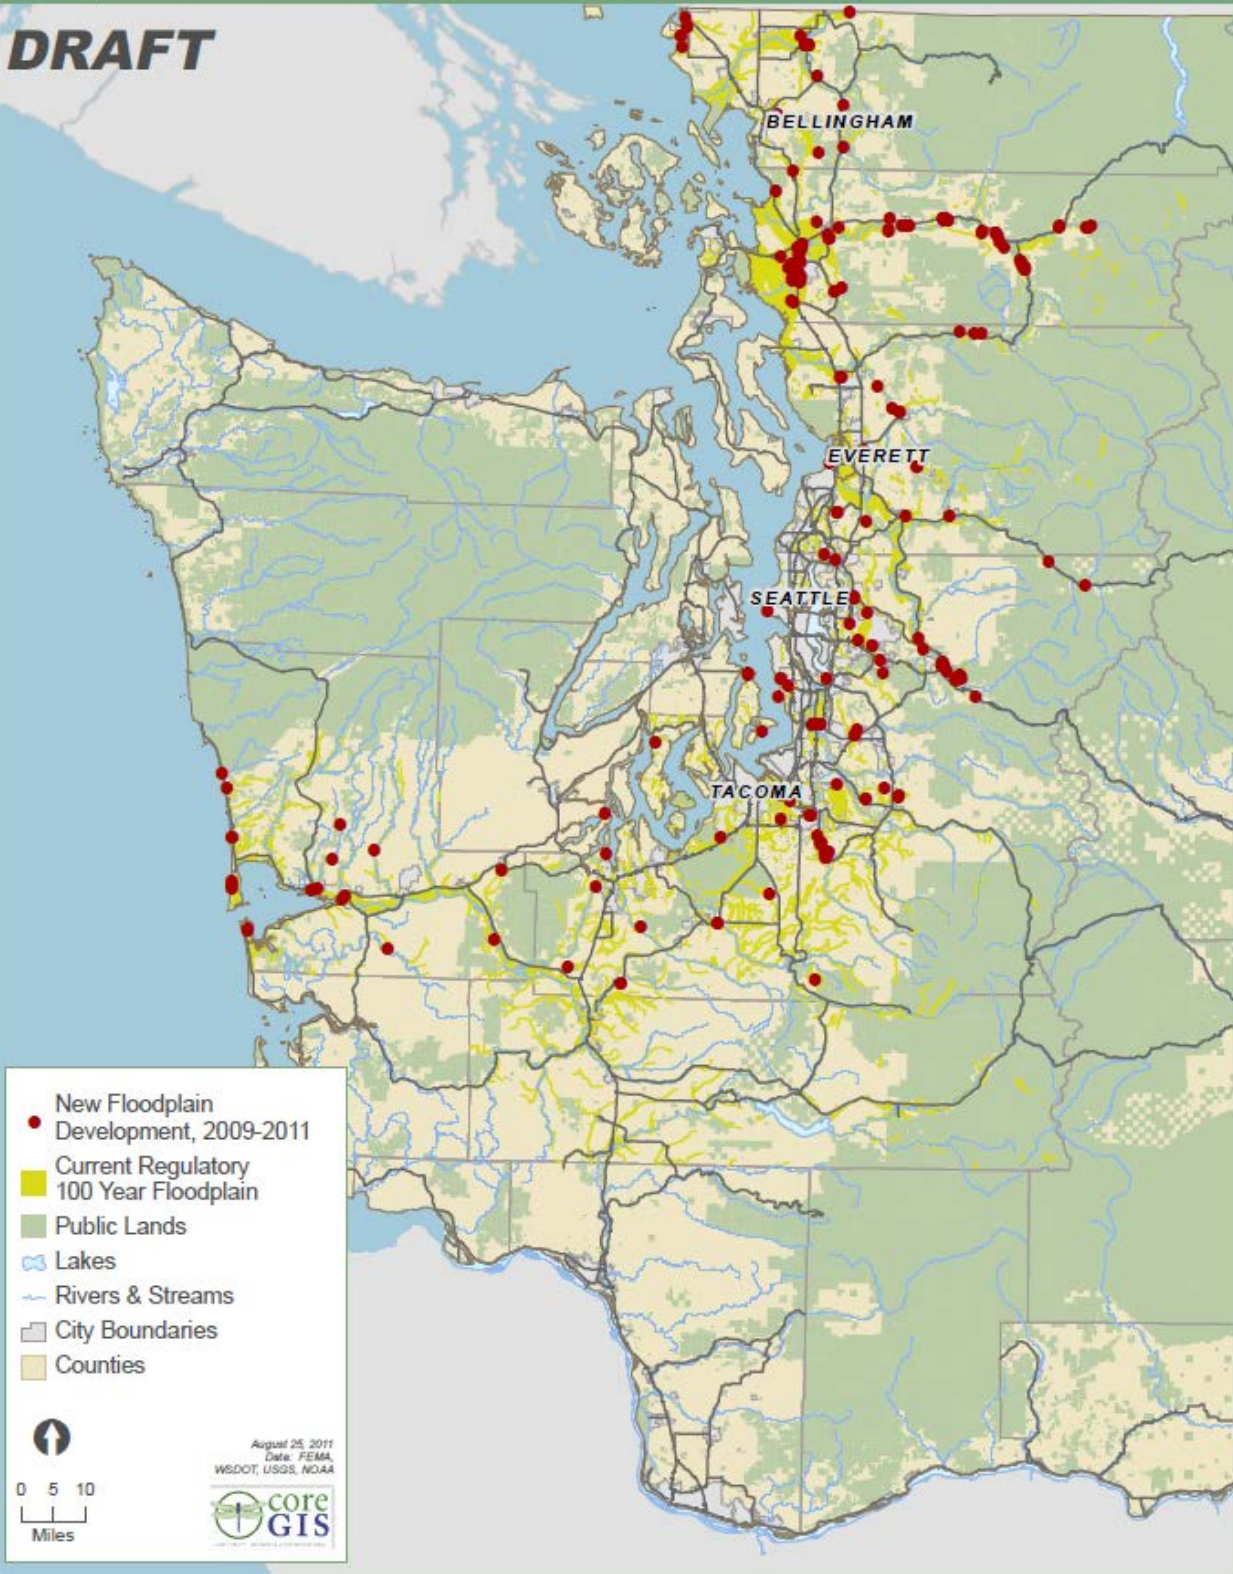 DRAFT
BELLINGHAM
EVERETT
SEATTLE
TACOMA
New Floodplain
Development, 2009-2011
Current Regulatory
100 Year Floodplain
Public Lands
Lakes
Rivers & Streams
City Boundaries
Counties
August 25, 2011
Data: FEMA,
WSDOT, USGS, NOAA
0 5 10
Miles
core
GIS